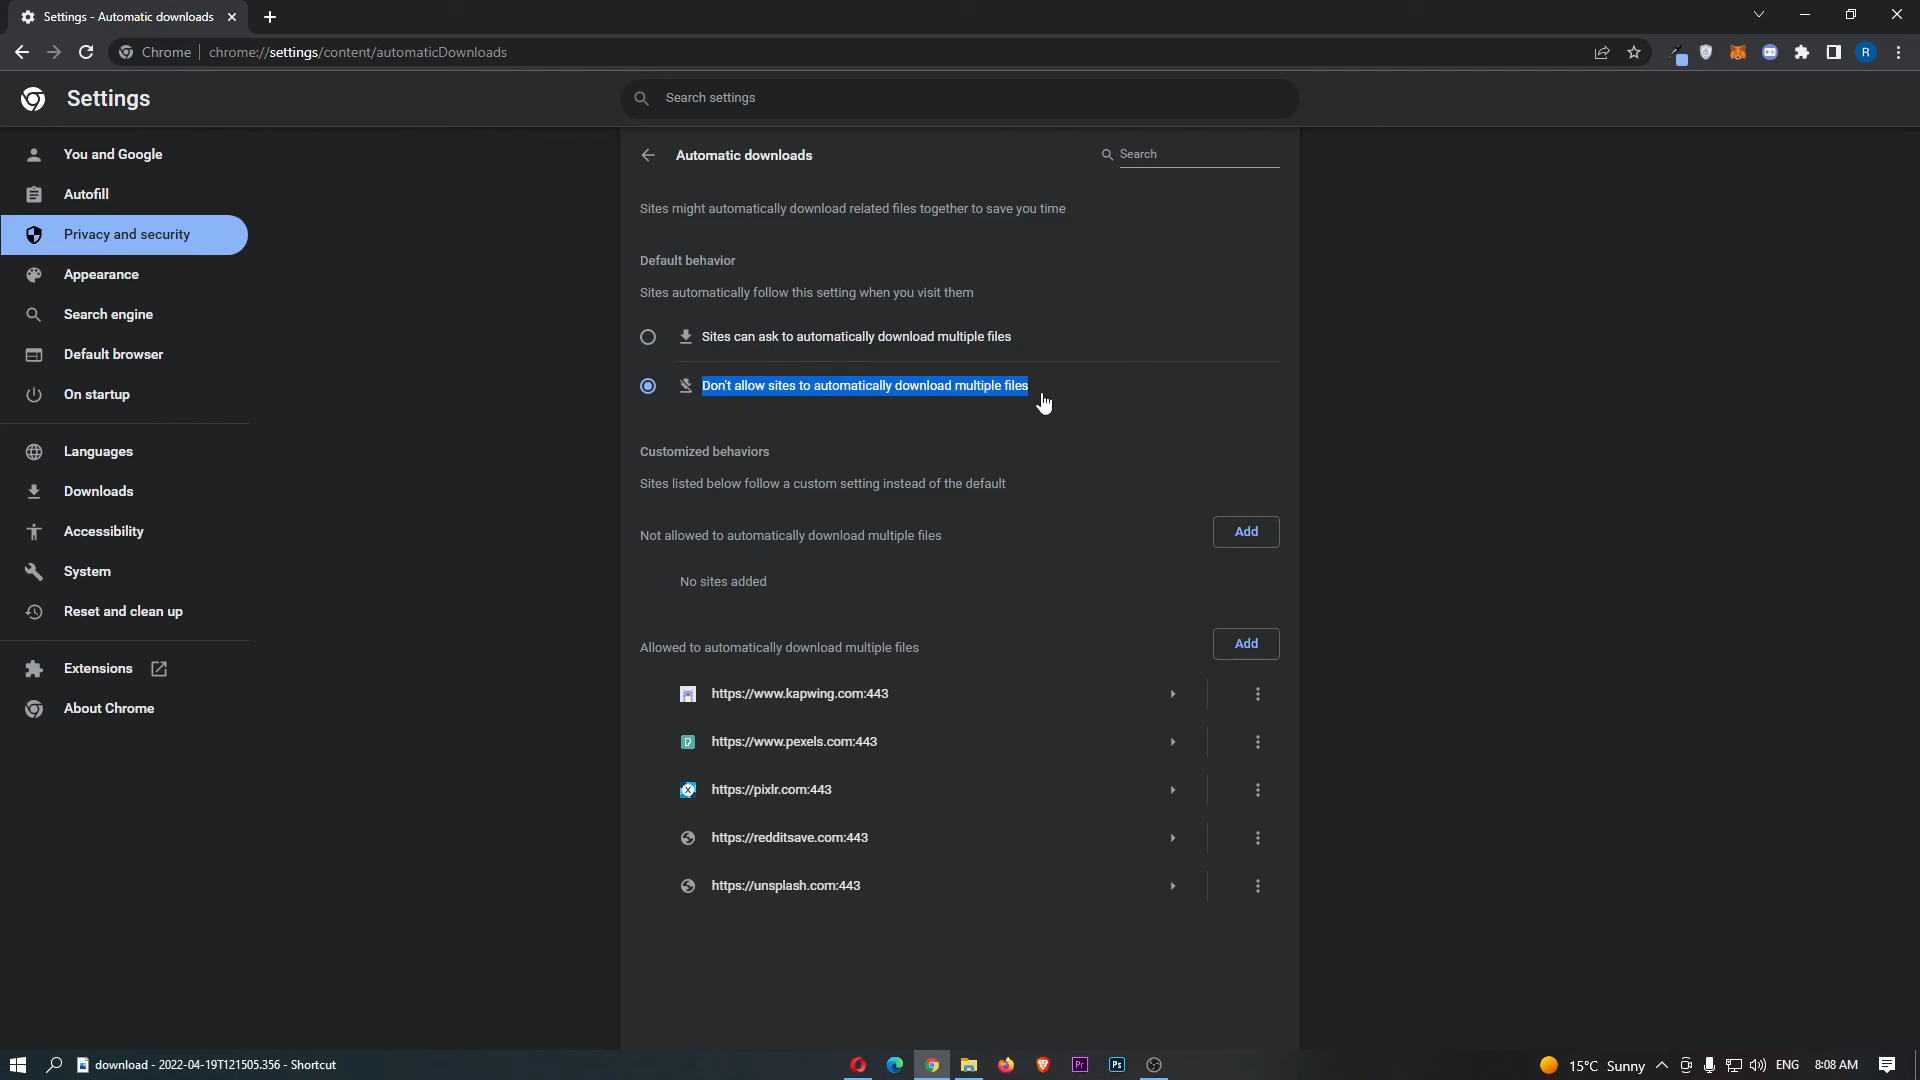 Settings - Automatic downloads
Chrome
chrome://settings/content/automaticDownloads
R
Settings
Search settings
You and Google
Autofill
Privacy and security
Appearance
Search engine
Default browser
On startup
Languages
Downloads
Accessibility
System
Reset and clean up
Extensions
About Chrome
Automatic downloads
Search
Sites might automatically download related files together to save you time
Default behavior
Sites automatically follow this setting when you visit them
Sites can ask to automatically download multiple files
Don't allow sites to automatically download multiple files
Customized behaviors
Sites listed below follow a custom setting instead of the default
Not allowed to automatically download multiple files
Add
No sites added
Allowed to automatically download multiple files
Add
https://www.kapwing.com:443
https://www.pexels.com:443
https://pixlr.com:443
https://redditsave.com:443
https://unsplash.com:443
download - 2022-04-19T121505.356 - Shortcut
Pr
Ps
15°C Sunny
ENG
8:08 AM